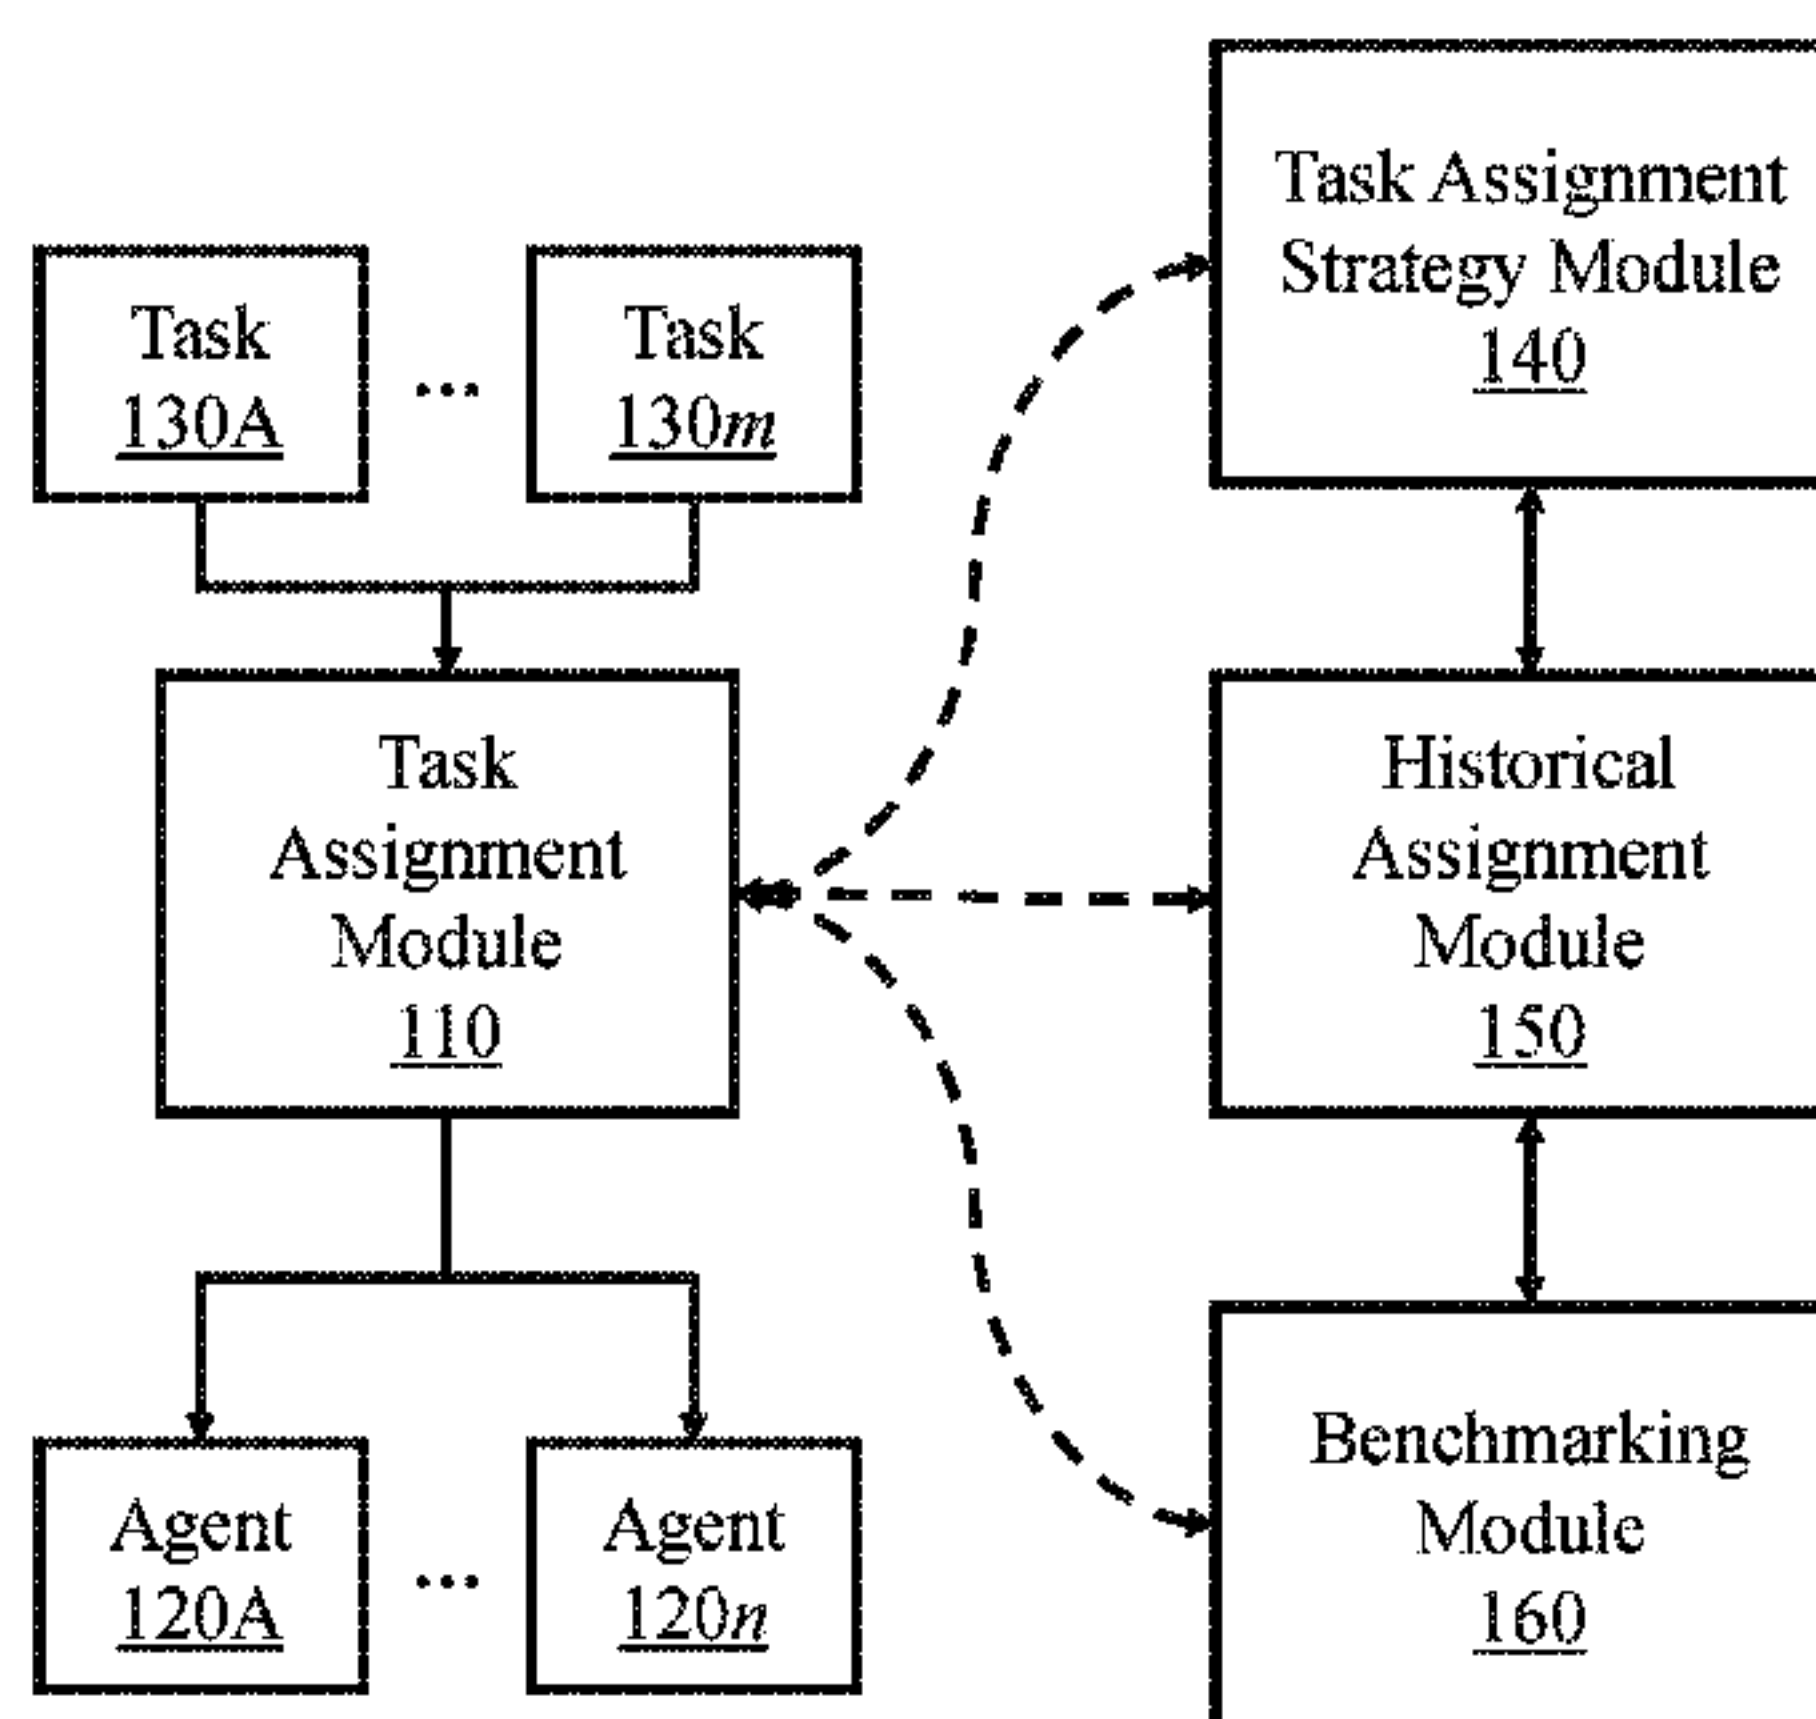 Task Assignment
Strategy Module
140
Task
130A
...
Task
130m
Task
Assignment
Module
110
Historical
Assignment
Module
150
Agent
120A
...
Agent
120n
Benchmarking
Module
160